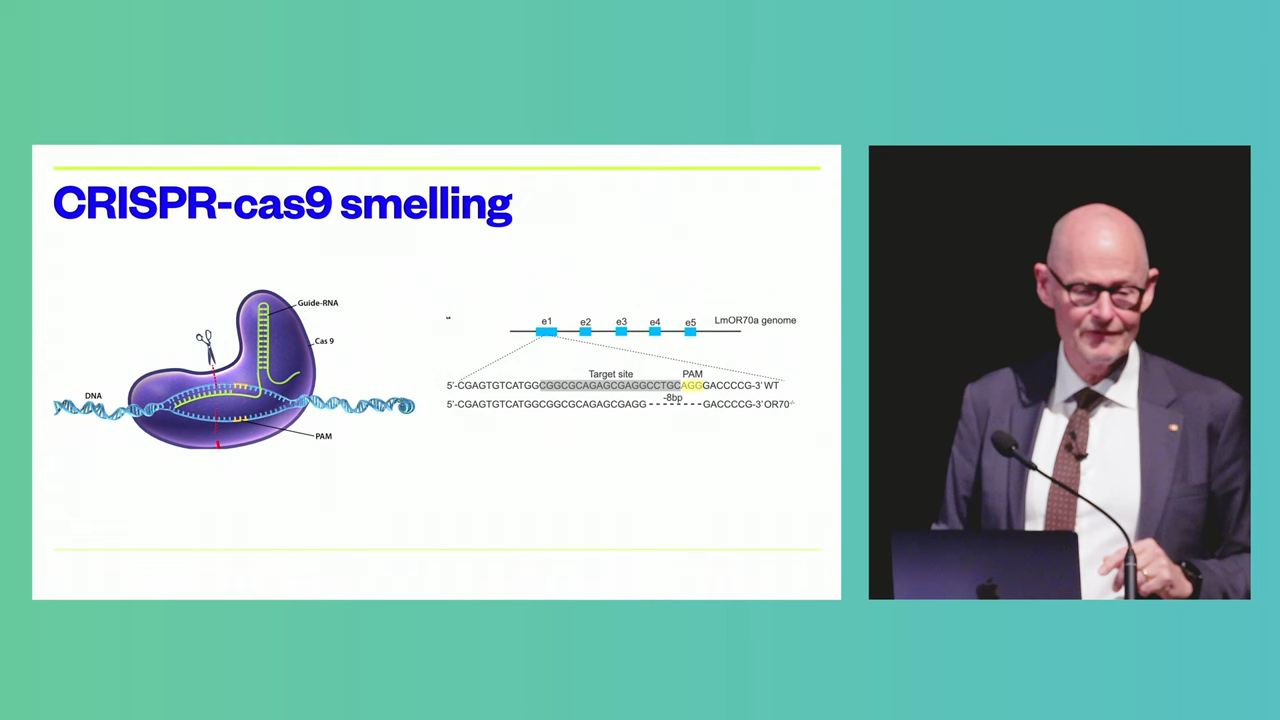 CRISPR-cas9 smelling
Guide-RNA
Cas 9
DNA
PAM
e1 e2 e3 e4 e5 LmOR70a genome
Target site PAM
5'-CGAGTGTCATGGCGGCGCAGAGCGAGGCCTGCAGGGACCCCG-3' WT
-8bp
5'-CGAGTGTCATGGCGGCGCAGAGCGAGG--------GACCCCG-3' OR70-/-